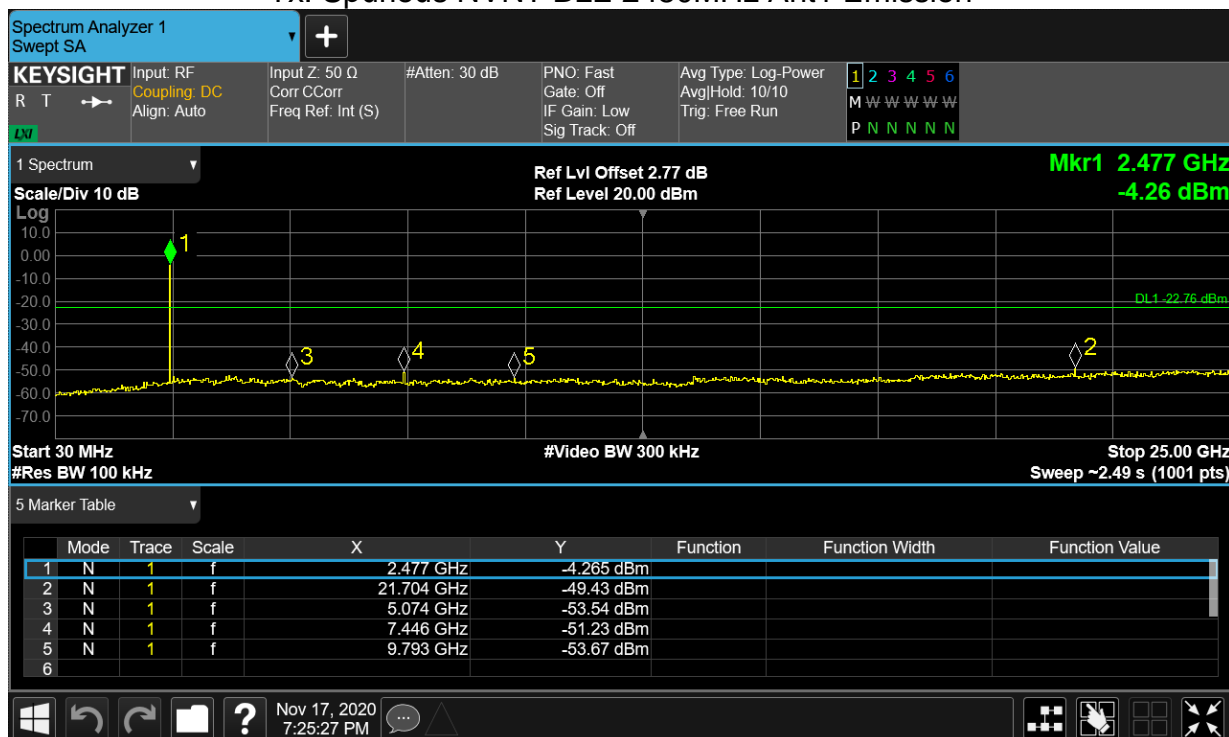 Tx. Spurious NVNT BLE 2480MHz Ant1 Emission
Spectrum Analyzer 1
Swept SA
KEYSIGHT
R T
LXI
Input: RF
Coupling: DC
Align: Auto
Input Z: 50 Ω
Corr CCorr
Freq Ref: Int (S)
#Atten: 30 dB
PNO: Fast
Gate: Off
IF Gain: Low
Sig Track: Off
Avg Type: Log-Power
Avg|Hold: 10/10
Trig: Free Run
1 2 3 4 5 6
M W W W W W
P N N N N N
1 Spectrum
Scale/Div 10 dB
Ref Lvl Offset 2.77 dB
Ref Level 20.00 dBm
Mkr1 2.477 GHz
-4.26 dBm
Log
10.0
0.00
-10.0
-20.0
-30.0
-40.0
-50.0
-60.0
-70.0
1
3
4
5
2
DL1 -22.76 dBm
Start 30 MHz
#Video BW 300 kHz
Stop 25.00 GHz
#Res BW 100 kHz
Sweep ~2.49 s (1001 pts)
5 Marker Table
Mode Trace Scale X Y Function Function Width Function Value
1 N 1 f 2.477 GHz -4.265 dBm
2 N 1 f 21.704 GHz -49.43 dBm
3 N 1 f 5.074 GHz -53.54 dBm
4 N 1 f 7.446 GHz -51.23 dBm
5 N 1 f 9.793 GHz -53.67 dBm
6
?
Nov 17, 2020
7:25:27 PM